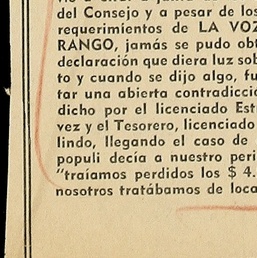 del Consejo y a pesar de los
requerimientos de LA VOZ
RANGO, jamás se pudo obt
declaración que diera luz sob
to y cuando se dijo algo, fu
tar una abierta contradicci
dicho por el licenciado Est
vez y el Tesorero, licenciado
lindo, llegando el caso de
populi decía a nuestro peri
"traíamos perdidos los $ 4.
nosotros tratábamos de loca